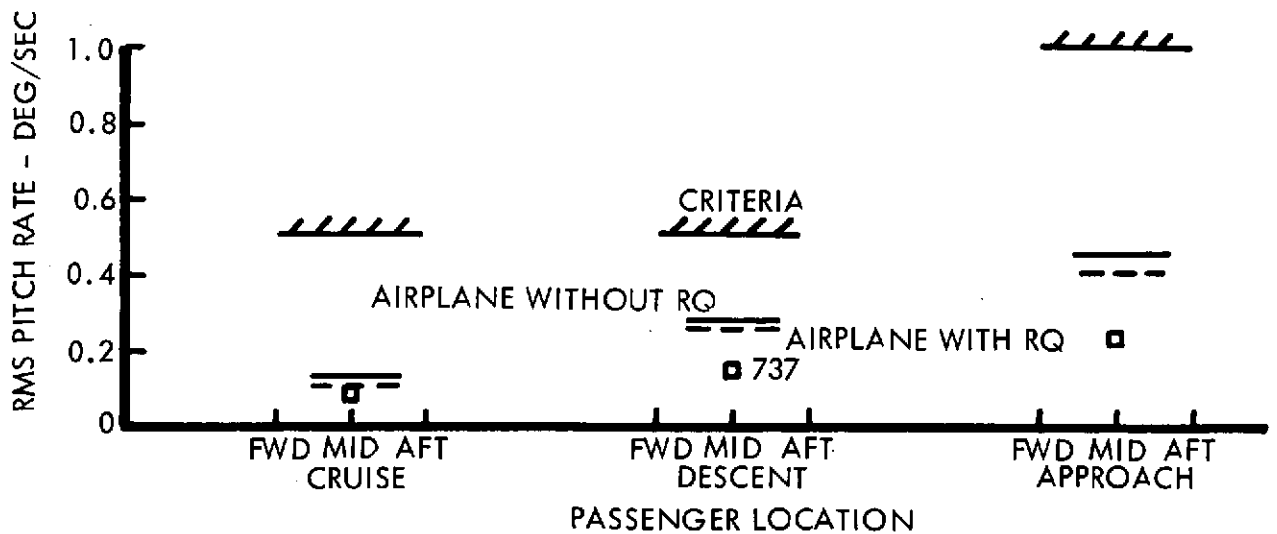 RMS PITCH RATE - DEG/SEC
1.0
0.8
0.6
0.4
0.2
0
CRITERIA
AIRPLANE WITHOUT RQ
AIRPLANE WITH RQ
737
FWD MID AFT
CRUISE
FWD MID AFT
DESCENT
FWD MID AFT
APPROACH
PASSENGER LOCATION